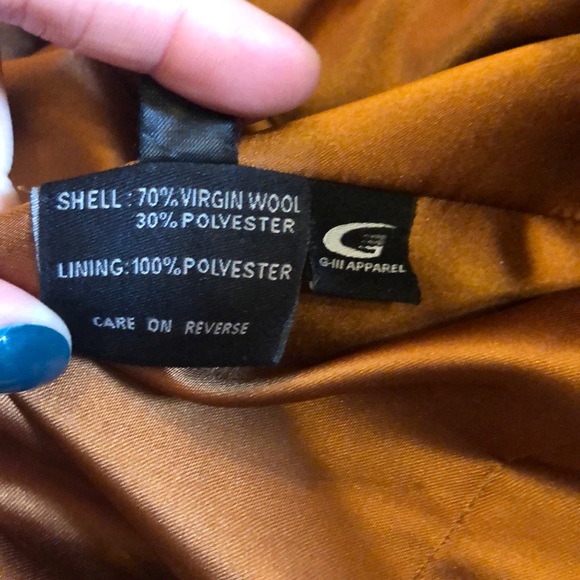 SHELL: 70% VIRGIN WOOL
30% POLYESTER
LINING: 100% POLYESTER
CARE ON REVERSE
G
G-III APPAREL